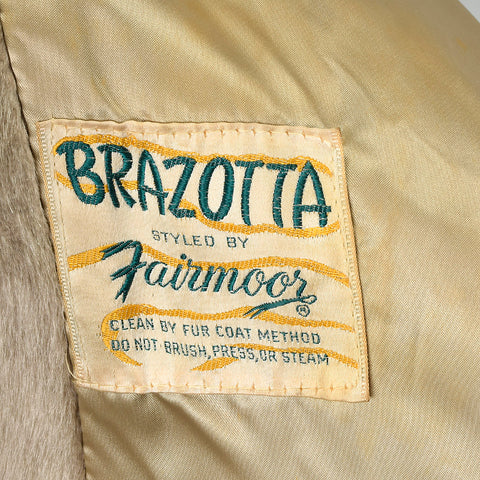 BRAZOTTA
STYLED BY
Fairmoor ®
CLEAN BY FUR COAT METHOD
DO NOT BRUSH, PRESS, OR STEAM